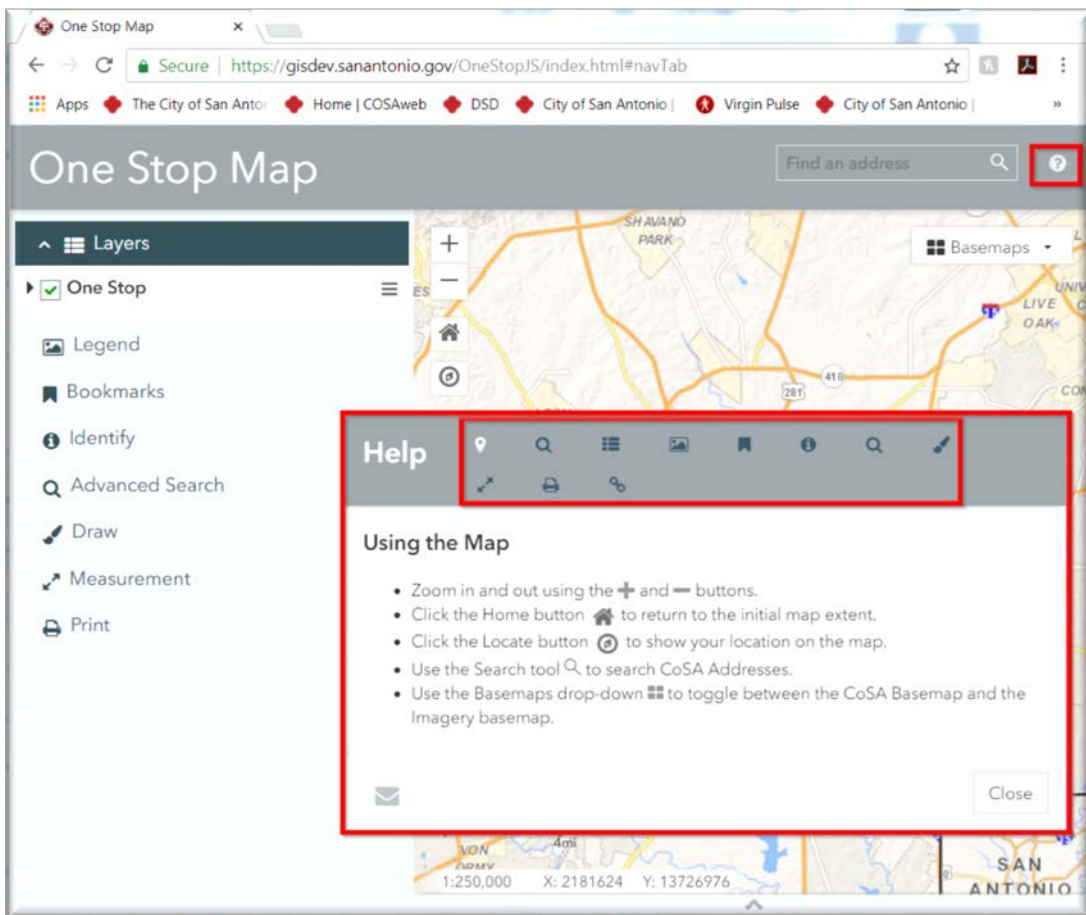 One Stop Map
Secure | https://gisdev.sanantonio.gov/OneStopJS/index.html#navTab
Apps The City of San Anto Home | COSAweb DSD City of San Antonio | Virgin Pulse City of San Antonio | »
One Stop Map
Find an address
Layers
One Stop
Legend
Bookmarks
Identify
Advanced Search
Draw
Measurement
Print
SHAVANO
PARK
Basemaps
UNIV
LIVE
OAK
281
410
Help
Using the Map
• Zoom in and out using the + and − buttons.
• Click the Home button to return to the initial map extent.
• Click the Locate button to show your location on the map.
• Use the Search tool to search CoSA Addresses.
• Use the Basemaps drop-down to toggle between the CoSA Basemap and the
Imagery basemap.
Close
VON
ORMY
4mi
1:250,000 X: 2181624 Y: 13726976
SAN
ANTONIO